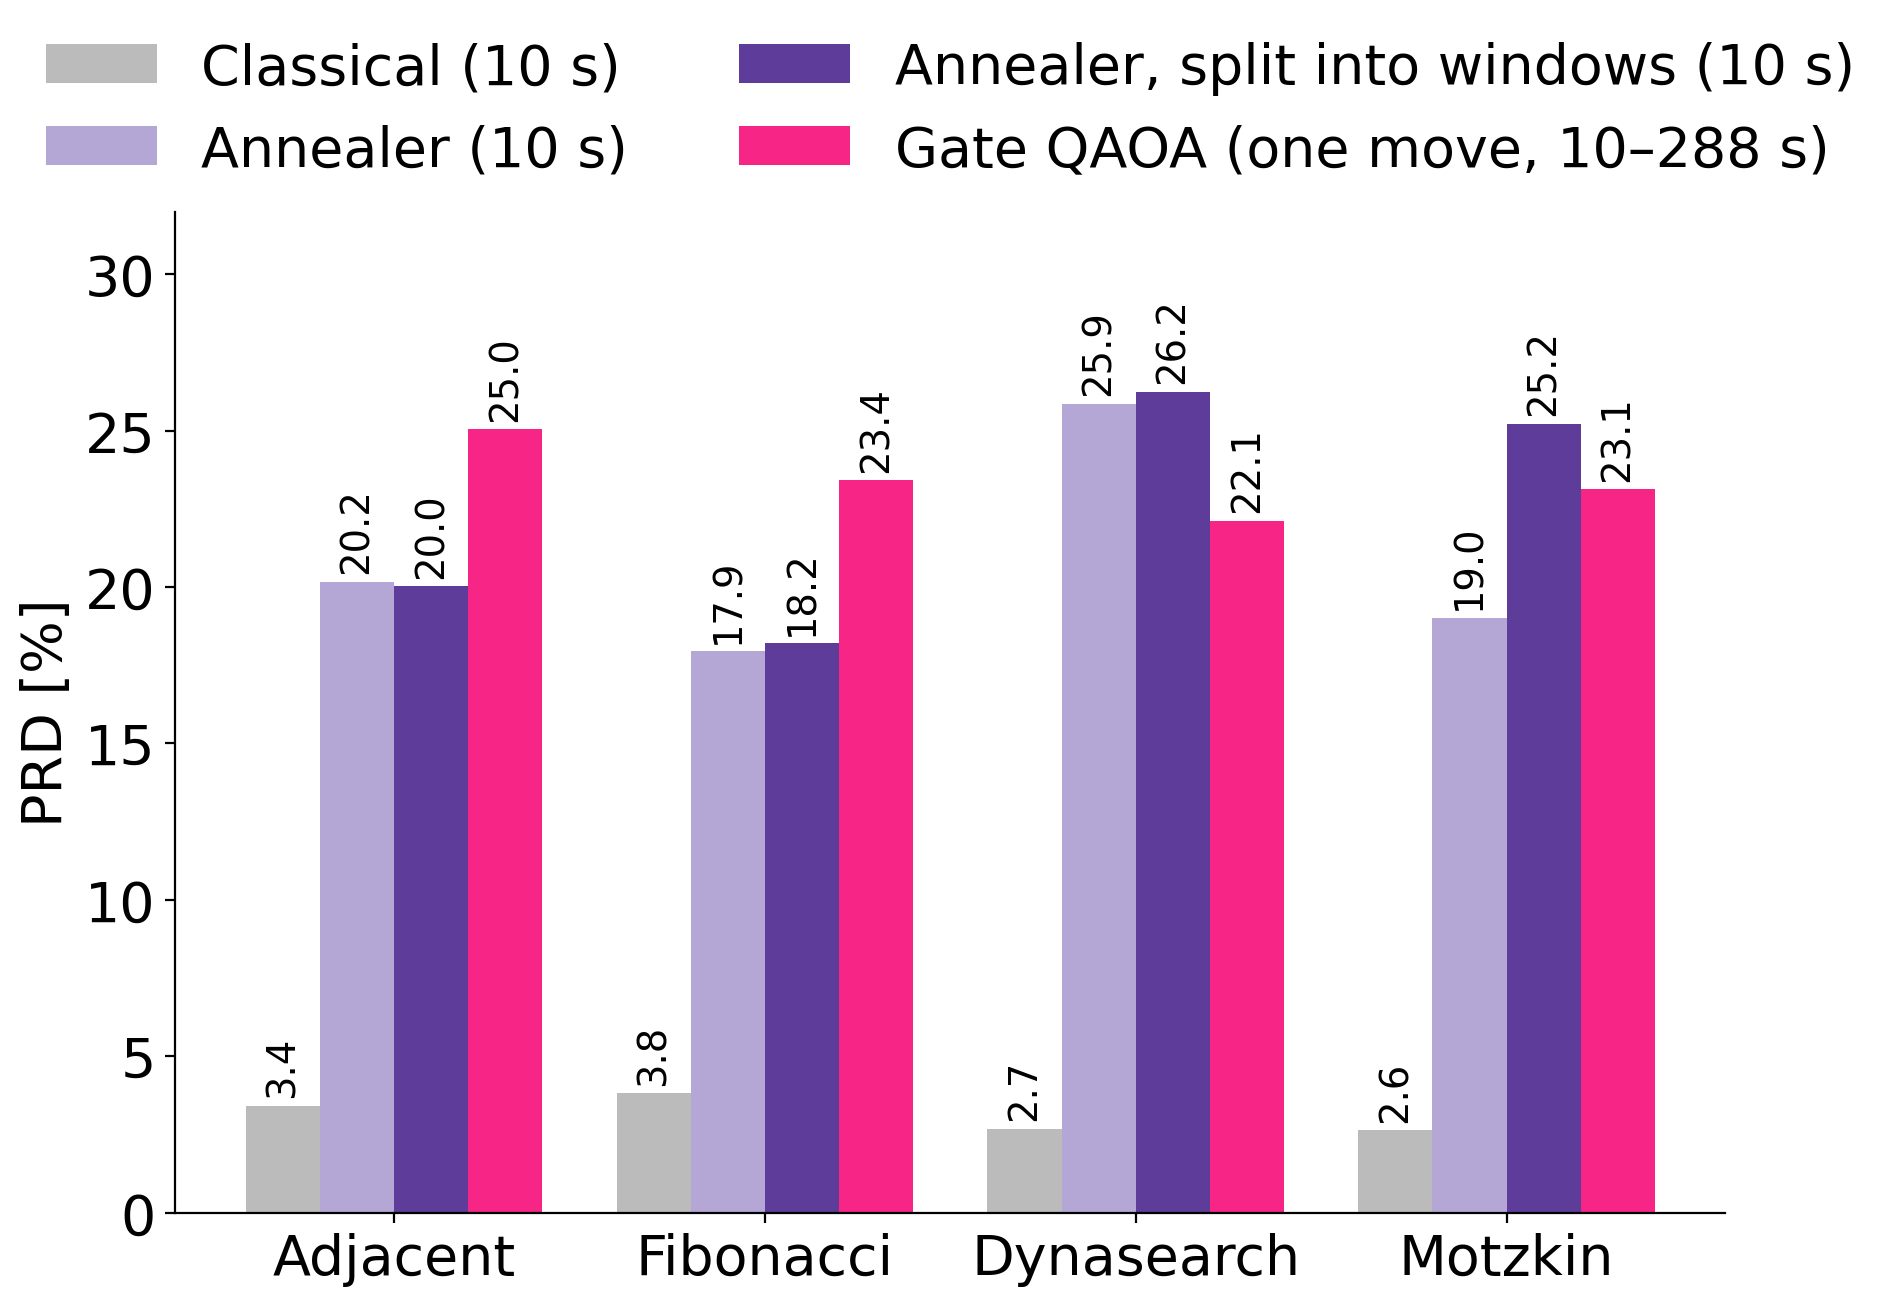 Classical (10 s)
Annealer (10 s)
Annealer, split into windows (10 s)
Gate QAOA (one move, 10–288 s)
PRD [%]
30
25
20
15
10
5
0
3.4
20.2
20.0
25.0
3.8
17.9
18.2
23.4
2.7
25.9
26.2
22.1
2.6
19.0
25.2
23.1
Adjacent
Fibonacci
Dynasearch
Motzkin